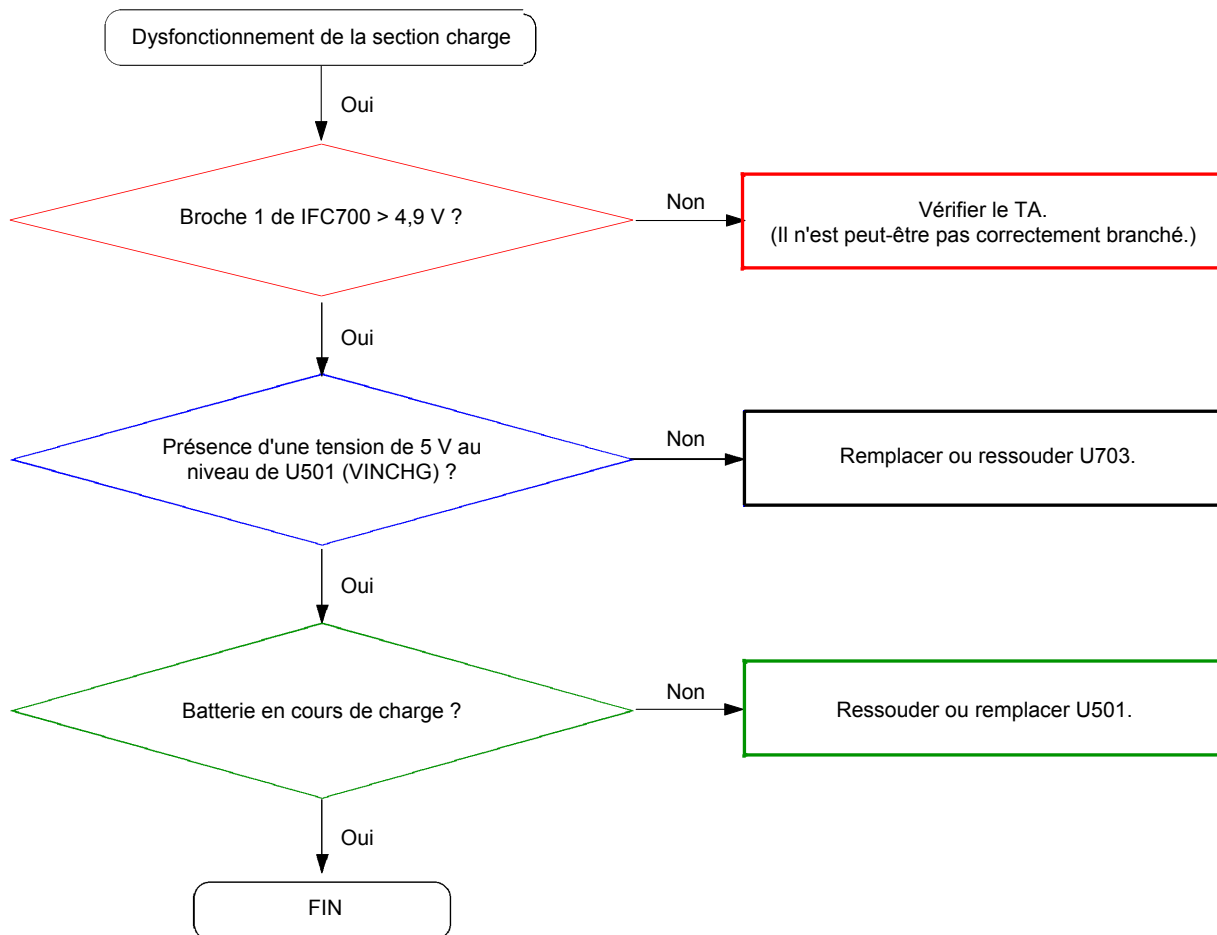 Dysfonctionnement de la section charge
Oui
Broche 1 de IFC700 > 4,9 V ?
Non
Vérifier le TA.
(Il n'est peut-être pas correctement branché.)
Oui
Présence d'une tension de 5 V au
niveau de U501 (VINCHG) ?
Non
Remplacer ou ressouder U703.
Oui
Batterie en cours de charge ?
Non
Ressouder ou remplacer U501.
Oui
FIN